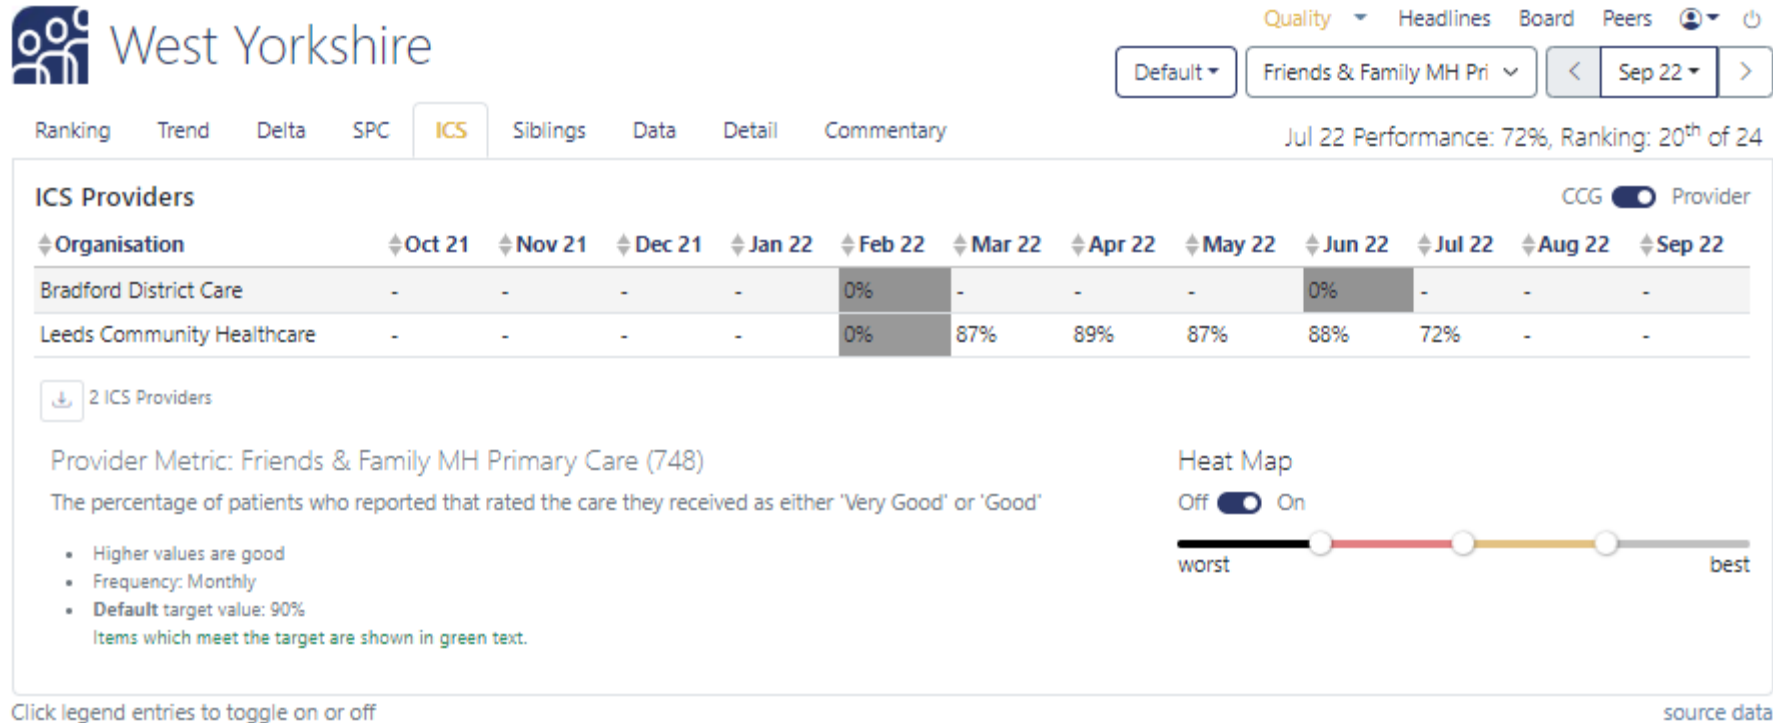 West Yorkshire
Quality Headlines Board Peers
Default Friends & Family MH Pri Sep 22
Ranking Trend Delta SPC ICS Siblings Data Detail Commentary
Jul 22 Performance: 72%, Ranking: 20th of 24
ICS Providers
CCG Provider
Organisation Oct 21 Nov 21 Dec 21 Jan 22 Feb 22 Mar 22 Apr 22 May 22 Jun 22 Jul 22 Aug 22 Sep 22
Bradford District Care - - - - 0% - - - 0% - - -
Leeds Community Healthcare - - - - 0% 87% 89% 87% 88% 72% - -
2 ICS Providers
Provider Metric: Friends & Family MH Primary Care (748)
The percentage of patients who reported that rated the care they received as either 'Very Good' or 'Good'
• Higher values are good
• Frequency: Monthly
• Default target value: 90%
Items which meet the target are shown in green text.
Heat Map
Off On
worst best
Click legend entries to toggle on or off
source data